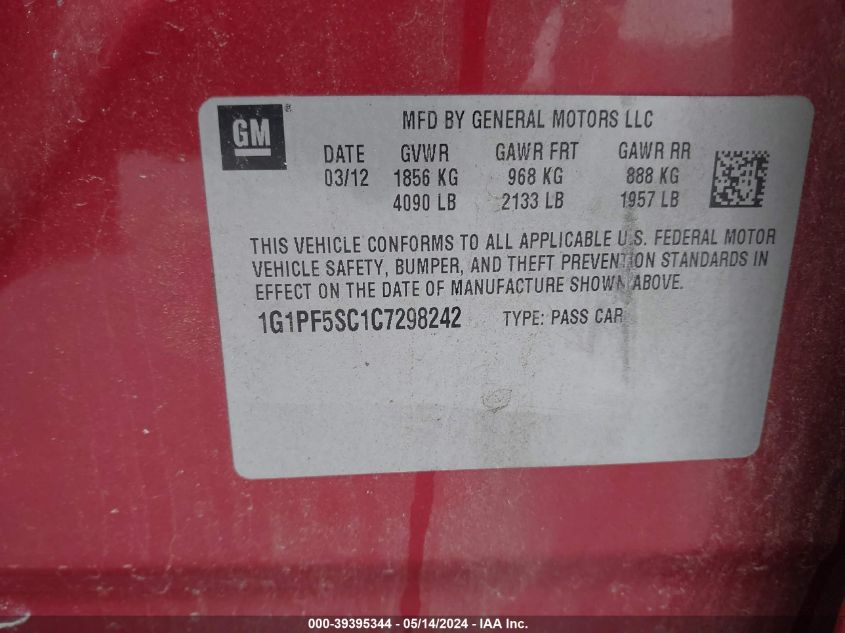 GM ®
MFD BY GENERAL MOTORS LLC
DATE GVWR GAWR FRT GAWR RR
03/12 1856 KG 968 KG 888 KG
4090 LB 2133 LB 1957 LB
THIS VEHICLE CONFORMS TO ALL APPLICABLE U.S. FEDERAL MOTOR
VEHICLE SAFETY, BUMPER, AND THEFT PREVENTION STANDARDS IN
EFFECT ON THE DATE OF MANUFACTURE SHOWN ABOVE.
1G1PF5SC1C7298242 TYPE: PASS CAR
000-39395344 - 05/14/2024 - IAA Inc.